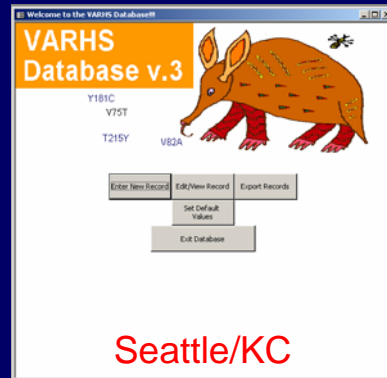 Welcome to the VARHS Database!!!
VARHS
Database v.3
Y181C
V75T
T215Y
V82A
Enter New Record
Edit/View Record
Export Records
Set Default
Values
Exit Database
Seattle/KC